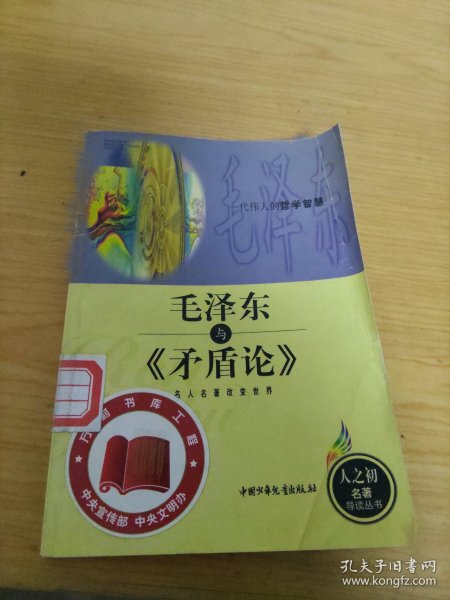 毛泽东
一代伟人的哲学智慧
毛泽东
与
《矛盾论》
名人名著改变世界
万村书库工程
中央宣传部 中央文明办
人之初
名著
导读丛书
中国少年儿童出版社
孔夫子旧书网
www.kongfz.com